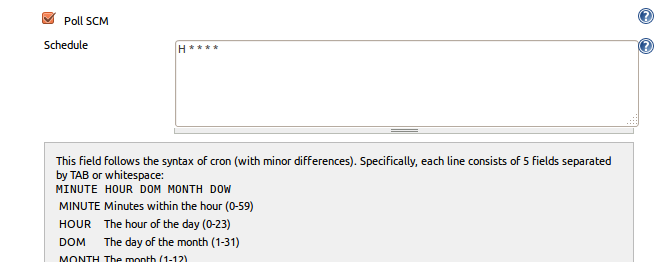 Poll SCM
Schedule
H * * * *
This field follows the syntax of cron (with minor differences). Specifically, each line consists of 5 fields separated
by TAB or whitespace:
MINUTE HOUR DOM MONTH DOW
MINUTE Minutes within the hour (0-59)
HOUR The hour of the day (0-23)
DOM The day of the month (1-31)
MONTH The month (1-12)